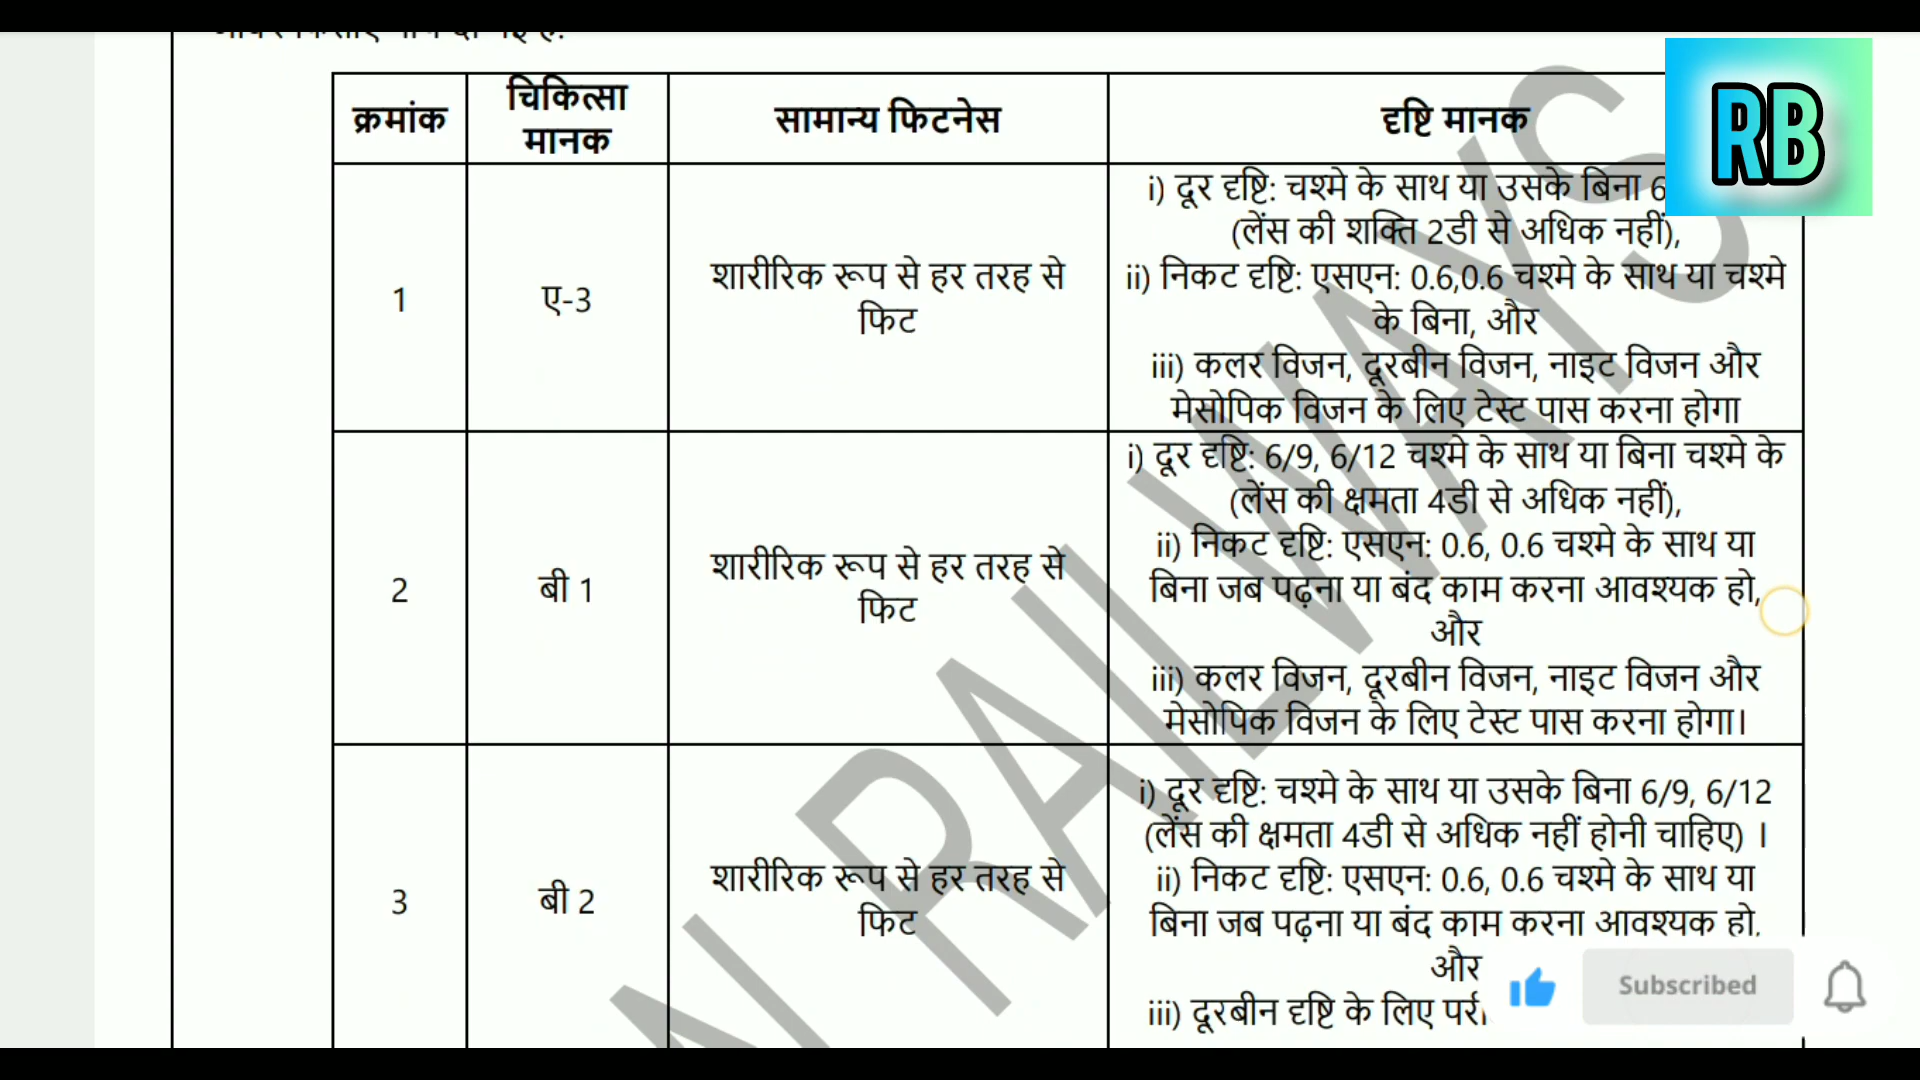 क्रमांक
चिकित्सा
मानक
सामान्य फिटनेस
दृष्टि मानक
RB
1
ए-3
शारीरिक रूप से हर तरह से
फिट
i) दूर दृष्टि: चश्मे के साथ या उसके बिना
(लेंस की शक्ति 2डी से अधिक नहीं),
ii) निकट दृष्टि: एसएन: 0.6,0.6 चश्मे के साथ या चश्मे
के बिना, और
iii) कलर विजन, दूरबीन विजन, नाइट विजन और
मेसोपिक विजन के लिए टेस्ट पास करना होगा
2
बी 1
शारीरिक रूप से हर तरह से
फिट
i) दूर दृष्टि: 6/9, 6/12 चश्मे के साथ या बिना चश्मे के
(लेंस की क्षमता 4डी से अधिक नहीं),
ii) निकट दृष्टि: एसएन: 0.6, 0.6 चश्मे के साथ या
बिना जब पढ़ना या बंद काम करना आवश्यक हो,
और
iii) कलर विजन, दूरबीन विजन, नाइट विजन और
मेसोपिक विजन के लिए टेस्ट पास करना होगा।
3
बी 2
शारीरिक रूप से हर तरह से
फिट
i) दूर दृष्टि: चश्मे के साथ या उसके बिना 6/9, 6/12
(लेंस की क्षमता 4डी से अधिक नहीं होनी चाहिए) ।
ii) निकट दृष्टि: एसएन: 0.6, 0.6 चश्मे के साथ या
बिना जब पढ़ना या बंद काम करना आवश्यक हो,
और
iii) दूरबीन दृष्टि के लिए
RAILWAYS
Subscribed